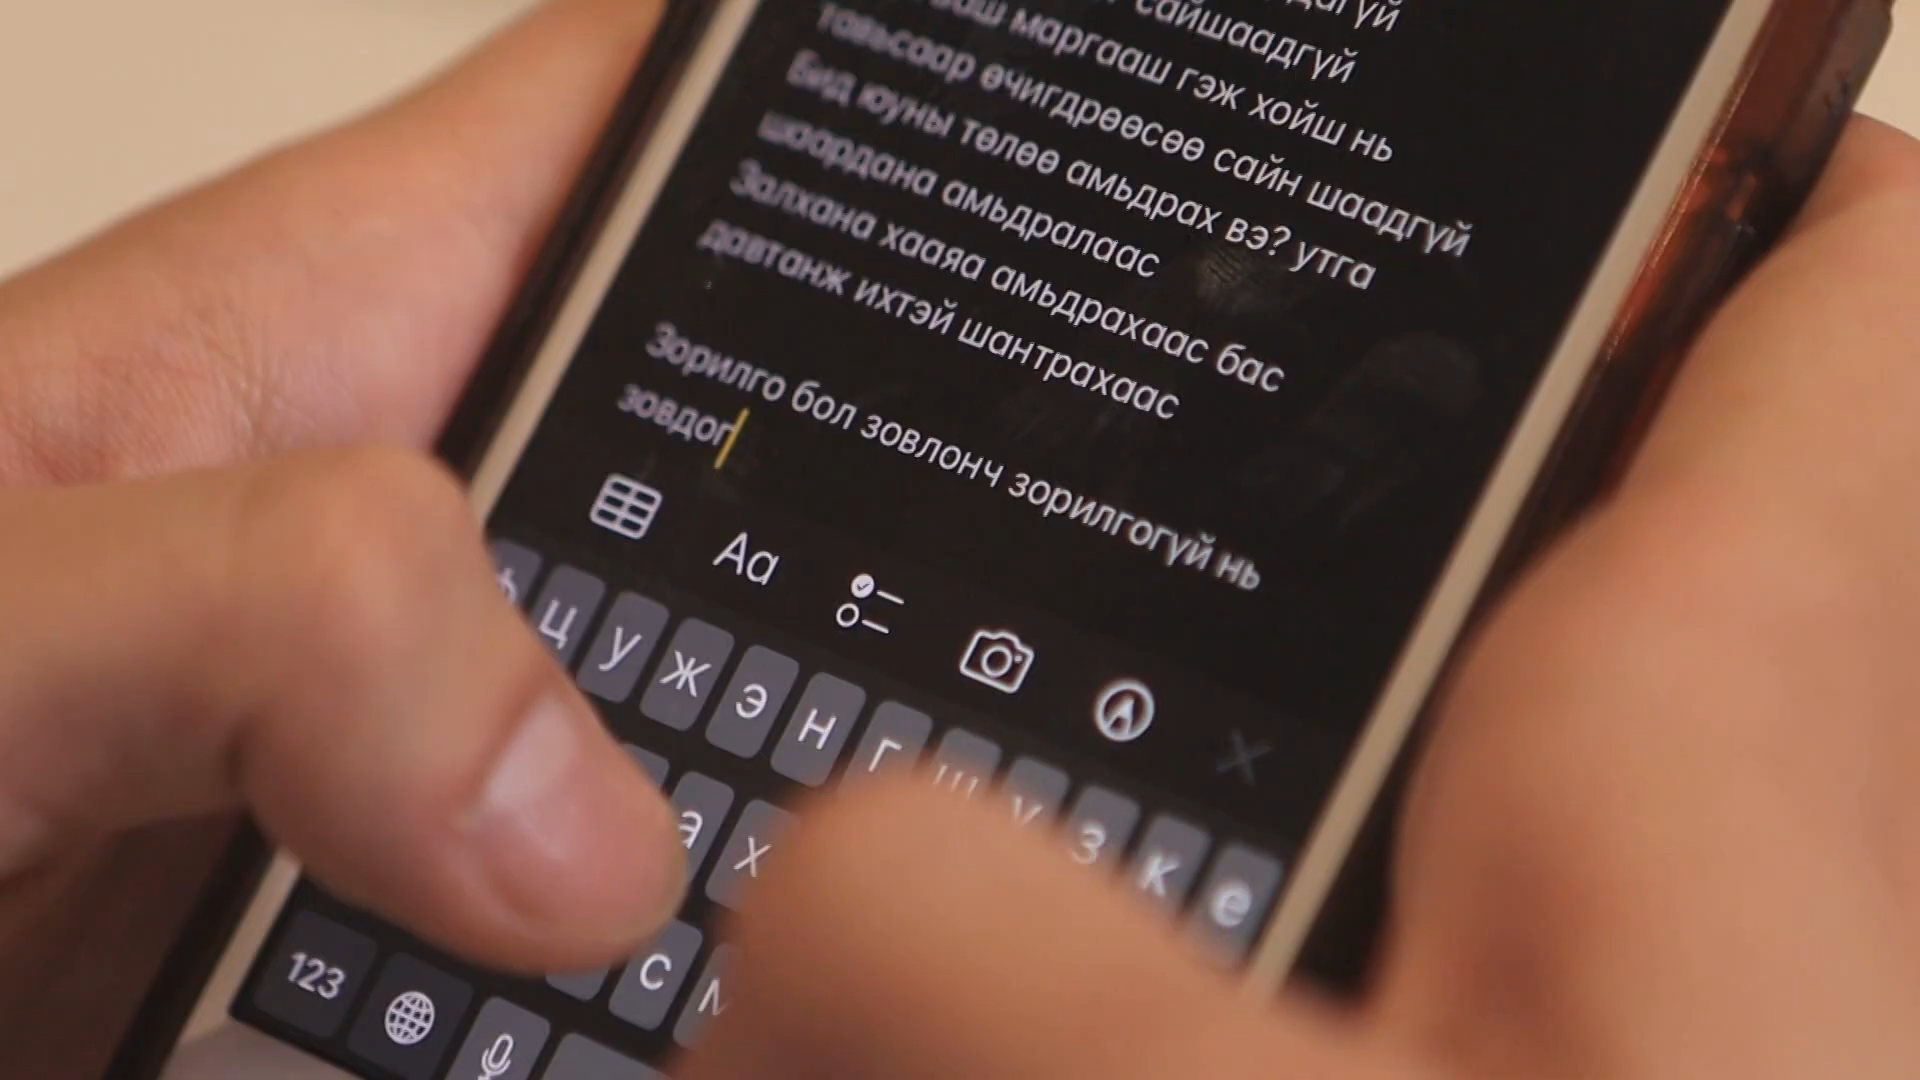 сайшаадгүй
маргааш гэж хойш нь
тавьсаар өчигдрөөсөө сайн шаадгүй
Бид юуны төлөө амьдрах вэ? утга
шаардана амьдралаас
Залхана хааяа амьдрахаас бас
давтанж ихтэй шантрахаас
Зорилго бол зовлонч зорилгогүй нь
зовдог
Aa
ц у ж э н г ш ү з к е
а х
с
123